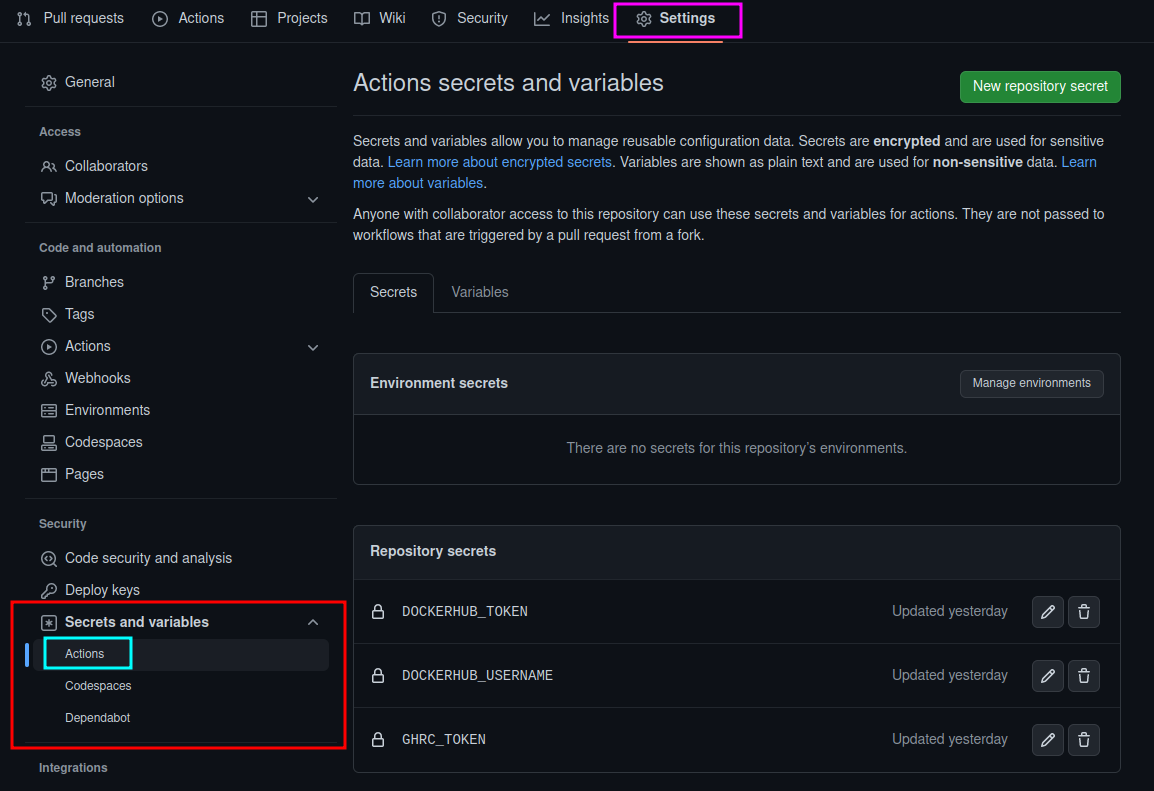 Pull requests Actions Projects Wiki Security Insights Settings
General
Access
Collaborators
Moderation options
Code and automation
Branches
Tags
Actions
Webhooks
Environments
Codespaces
Pages
Security
Code security and analysis
Deploy keys
Secrets and variables
Actions
Codespaces
Dependabot
Integrations
Actions secrets and variables
New repository secret
Secrets and variables allow you to manage reusable configuration data. Secrets are encrypted and are used for sensitive
data. Learn more about encrypted secrets. Variables are shown as plain text and are used for non-sensitive data. Learn
more about variables.
Anyone with collaborator access to this repository can use these secrets and variables for actions. They are not passed to
workflows that are triggered by a pull request from a fork.
Secrets Variables
Environment secrets
Manage environments
There are no secrets for this repository's environments.
Repository secrets
DOCKERHUB_TOKEN Updated yesterday
DOCKERHUB_USERNAME Updated yesterday
GHRC_TOKEN Updated yesterday